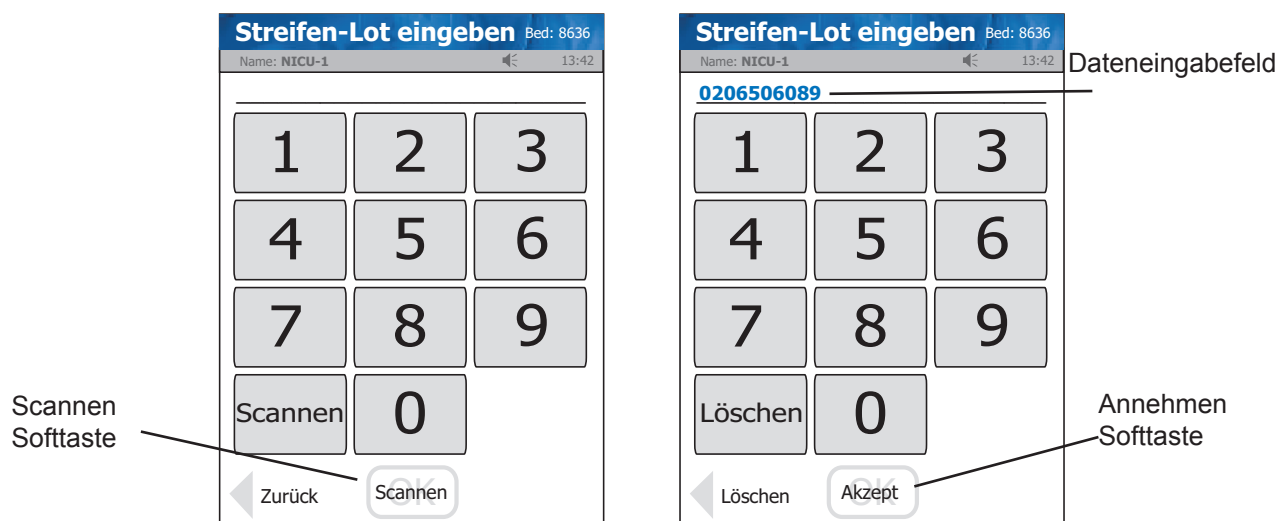 Streifen-Lot eingeben Bed: 8636
Name: NICU-1 13:42
1 2 3
4 5 6
7 8 9
Scannen 0
Zurück Scannen OK
Scannen
Softtaste
Streifen-Lot eingeben Bed: 8636
Name: NICU-1 13:42
0206506089
1 2 3
4 5 6
7 8 9
Löschen 0
Löschen Akzept OK
Dateneingabefeld
Annehmen
Softtaste